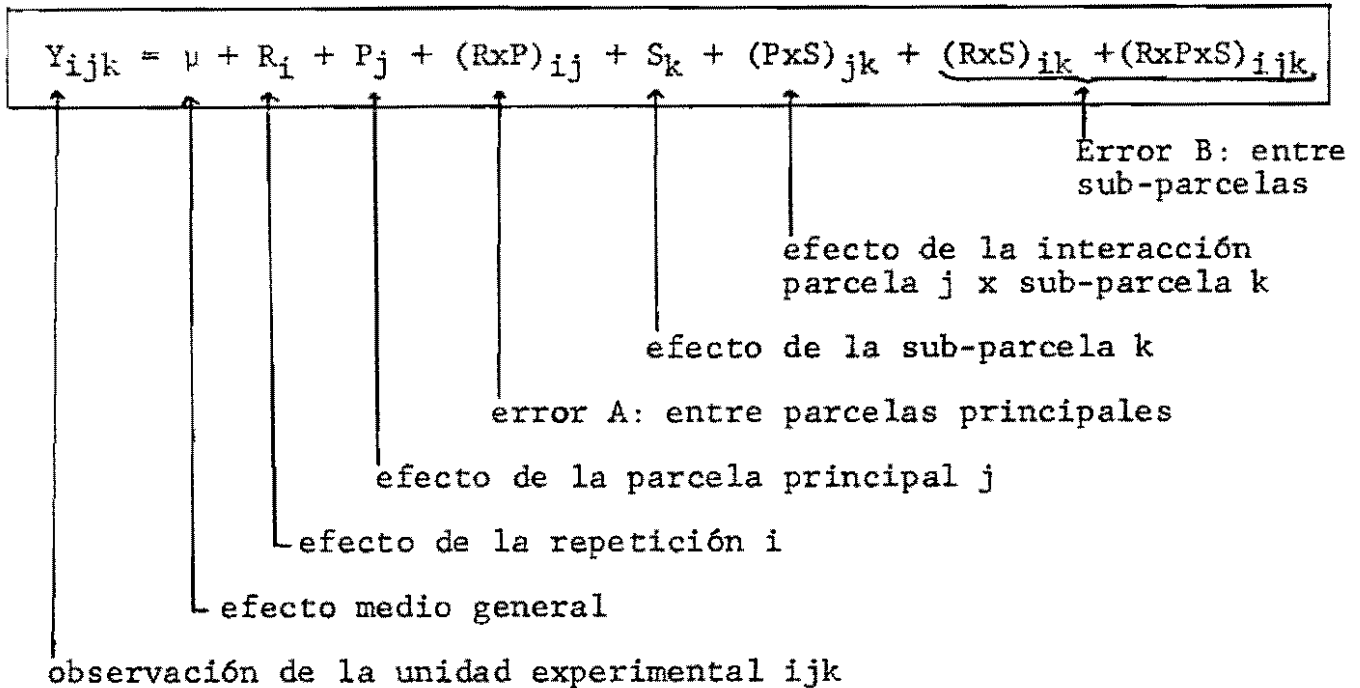 Y_ijk = μ + R_i + P_j + (RxP)_ij + S_k + (PxS)_jk + (RxS)_ik +(RxPxS)_ijk
Error B: entre
sub-parcelas
efecto de la interacción
parcela j x sub-parcela k
efecto de la sub-parcela k
error A: entre parcelas principales
efecto de la parcela principal j
efecto de la repetición i
efecto medio general
observación de la unidad experimental ijk